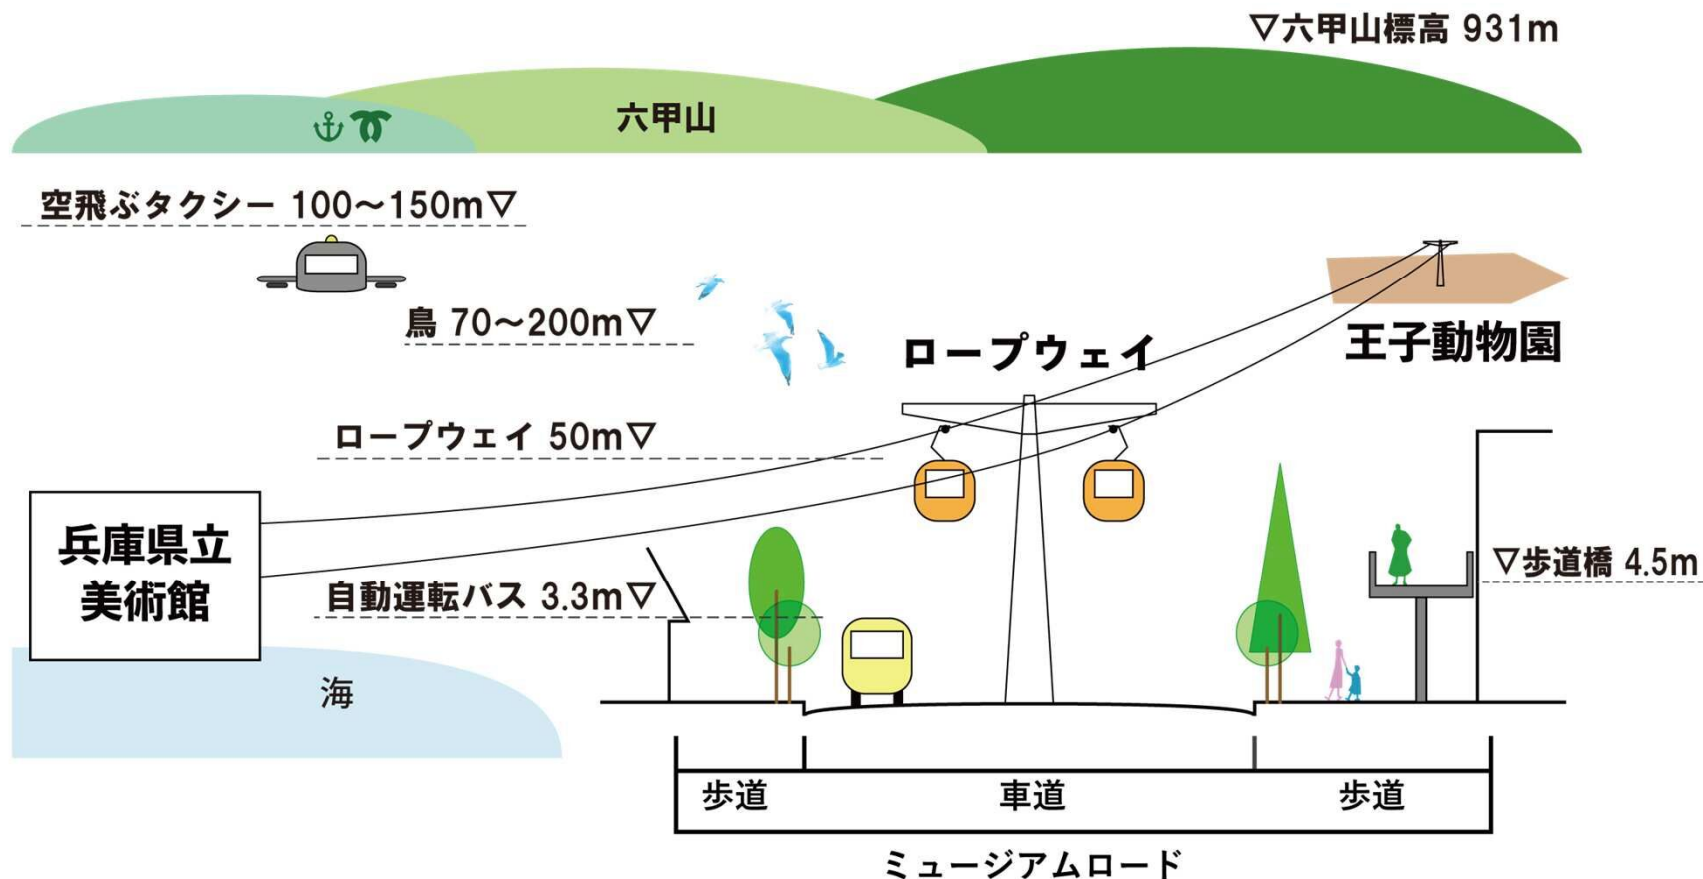 ▽六甲山標高 931m
六甲山
空飛ぶタクシー 100〜150m▽
鳥 70〜200m▽
ロープウェイ
王子動物園
ロープウェイ 50m▽
兵庫県立
美術館
自動運転バス 3.3m▽
▽歩道橋 4.5m
海
歩道
車道
歩道
ミュージアムロード